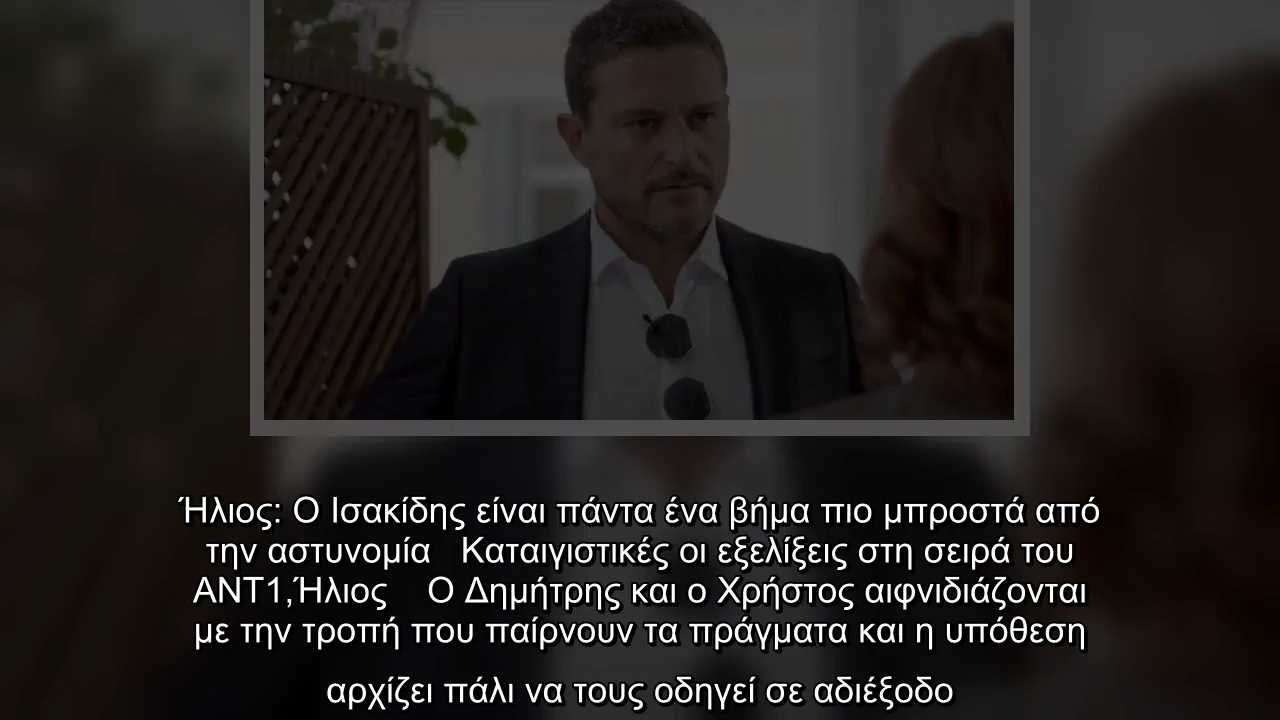 Ήλιος: Ο Ισακίδης είναι πάντα ένα βήμα πιο μπροστά από
την αστυνομία   Καταιγιστικές οι εξελίξεις στη σειρά του
ΑΝΤ1,Ήλιος    Ο Δημήτρης και ο Χρήστος αιφνιδιάζονται
με την τροπή που παίρνουν τα πράγματα και η υπόθεση
αρχίζει πάλι να τους οδηγεί σε αδιέξοδο